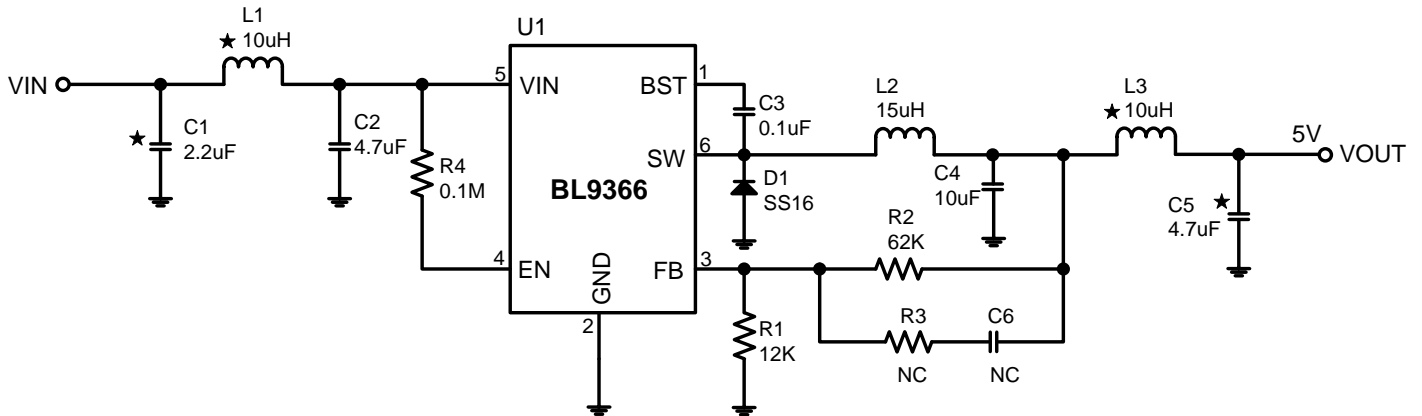 L1
★ 10uH
VIN
★ C1
2.2uF
C2
4.7uF
R4
0.1M
U1
5
VIN
BST
1
SW
6
BL9366
4
EN
FB
3
GND
2
C3
0.1uF
D1
SS16
L2
15uH
C4
10uF
L3
★ 10uH
5V
VOUT
★
C5
4.7uF
R2
62K
R1
12K
R3
C6
NC
NC